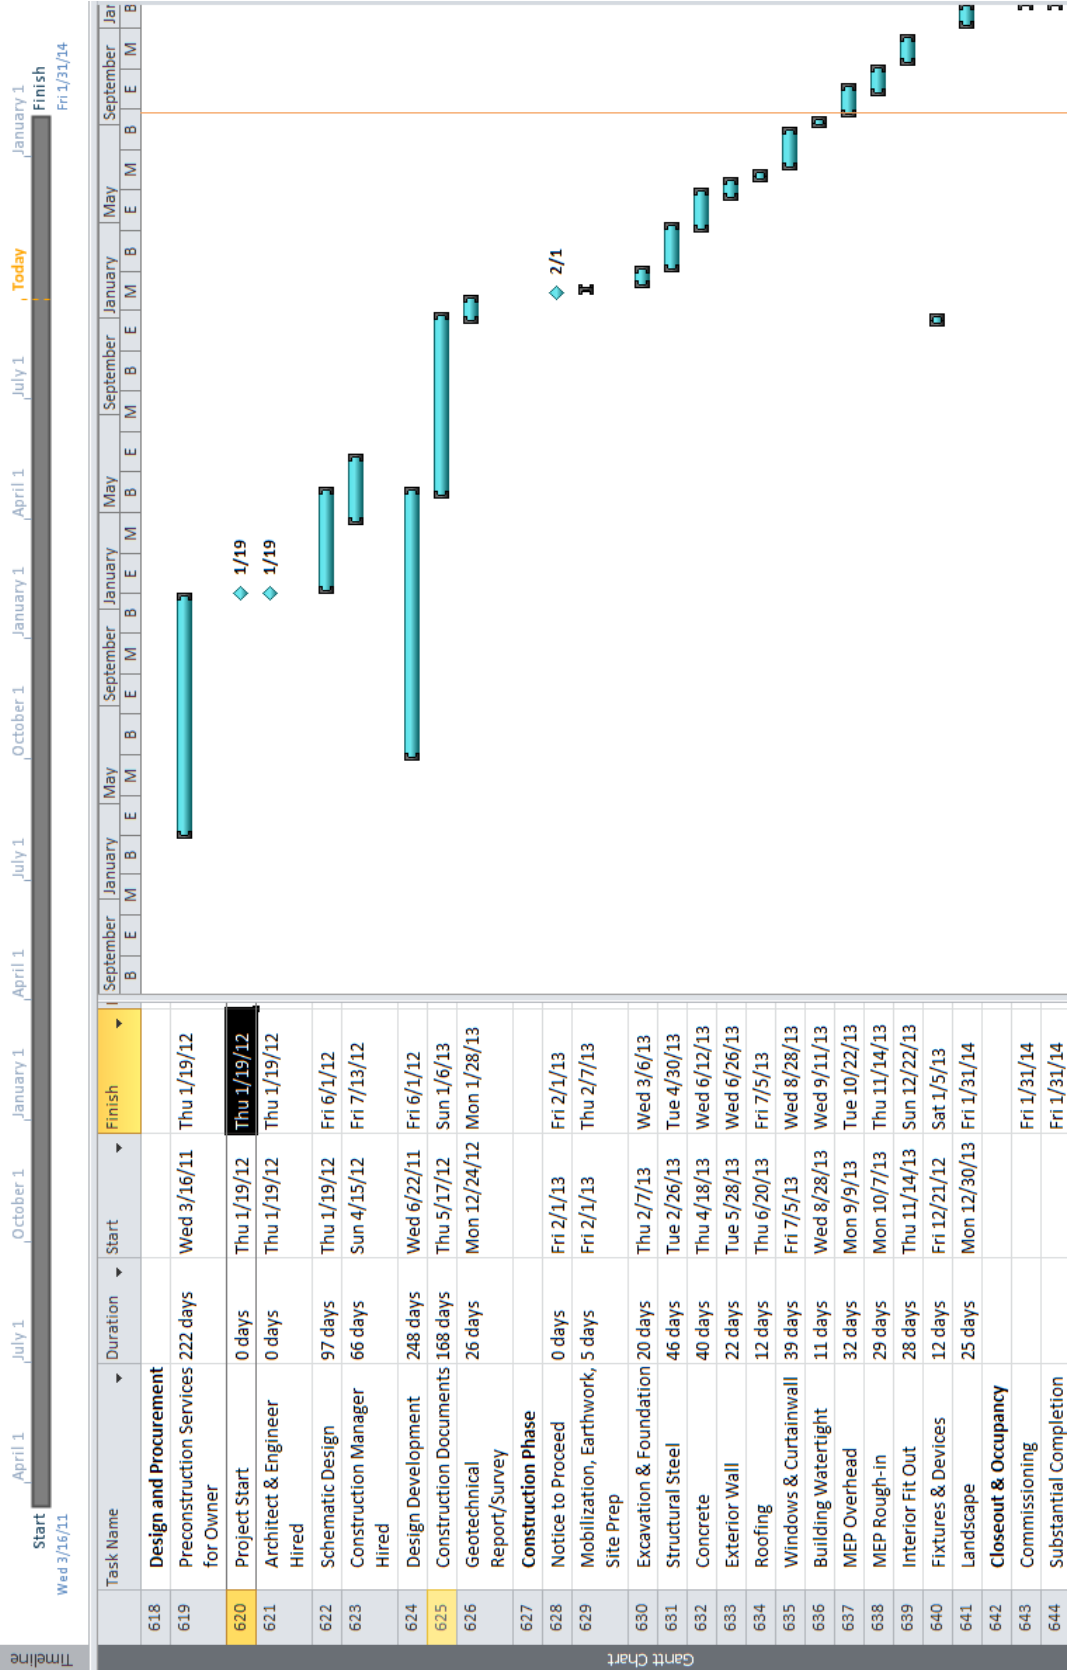 Timeline
April 1 July 1 October 1 January 1 April 1 July 1 October 1 January 1 April 1 July 1 Today January 1
Start
Wed 3/16/11
Finish
Fri 1/31/14
Gantt Chart
Task Name Duration Start Finish
September January May September January May September January May September Jar
B E M B E M B E M B E M B E M B E M B E M B E M B
618 Design and Procurement
619 Preconstruction Services 222 days Wed 3/16/11 Thu 1/19/12
for Owner
620 Project Start 0 days Thu 1/19/12 Thu 1/19/12 1/19
621 Architect & Engineer 0 days Thu 1/19/12 Thu 1/19/12 1/19
Hired
622 Schematic Design 97 days Thu 1/19/12 Fri 6/1/12
623 Construction Manager 66 days Sun 4/15/12 Fri 7/13/12
Hired
624 Design Development 248 days Wed 6/22/11 Fri 6/1/12
625 Construction Documents 168 days Thu 5/17/12 Sun 1/6/13
626 Geotechnical 26 days Mon 12/24/12 Mon 1/28/13
Report/Survey
627 Construction Phase
628 Notice to Proceed 0 days Fri 2/1/13 Fri 2/1/13 2/1
629 Mobilization, Earthwork, 5 days Fri 2/1/13 Thu 2/7/13
Site Prep
630 Excavation & Foundation 20 days Thu 2/7/13 Wed 3/6/13
631 Structural Steel 46 days Tue 2/26/13 Tue 4/30/13
632 Concrete 40 days Thu 4/18/13 Wed 6/12/13
633 Exterior Wall 22 days Tue 5/28/13 Wed 6/26/13
634 Roofing 12 days Thu 6/20/13 Fri 7/5/13
635 Windows & Curtainwall 39 days Fri 7/5/13 Wed 8/28/13
636 Building Watertight 11 days Wed 8/28/13 Wed 9/11/13
637 MEP Overhead 32 days Mon 9/9/13 Tue 10/22/13
638 MEP Rough-in 29 days Mon 10/7/13 Thu 11/14/13
639 Interior Fit Out 28 days Thu 11/14/13 Sun 12/22/13
640 Fixtures & Devices 12 days Fri 12/21/12 Sat 1/5/13
641 Landscape 25 days Mon 12/30/13 Fri 1/31/14
642 Closeout & Occupancy
643 Commissioning Fri 1/31/14
644 Substantial Completion Fri 1/31/14